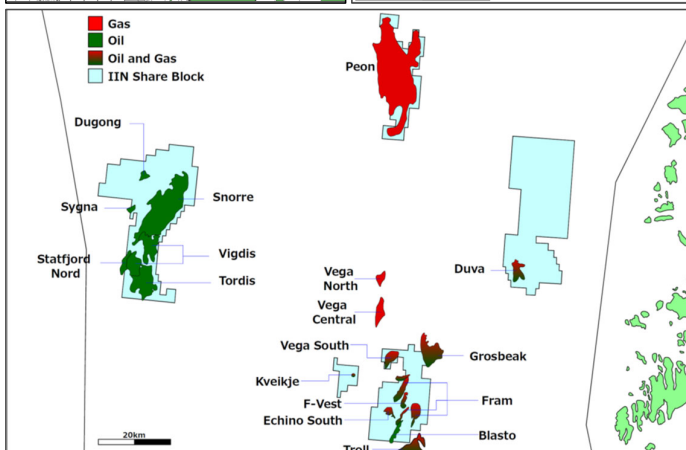 Gas
Oil
Oil and Gas
IIN Share Block
Peon
Dugong
Snorre
Sygna
Vigdis
Statfjord
Nord
Tordis
Vega
North
Duva
Vega
Central
Vega South
Grosbeak
Kveikje
F-Vest
Fram
Echino South
Blasto
20km
Troll